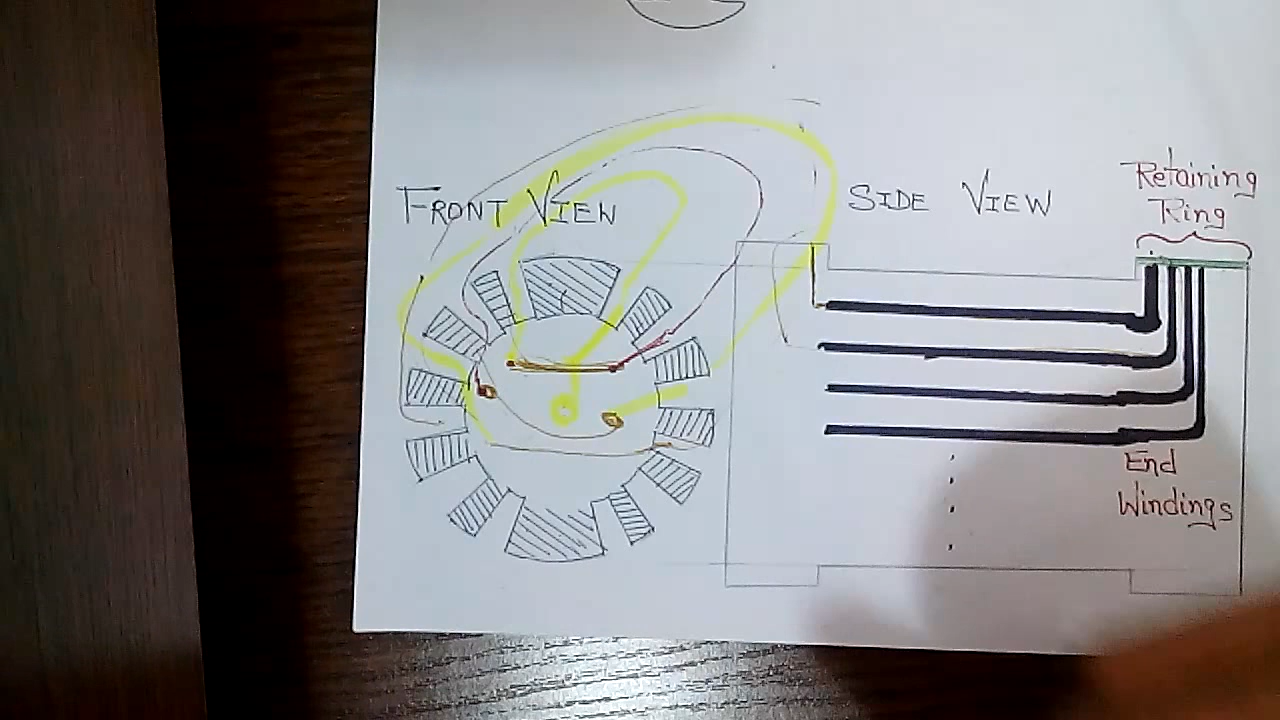 FRONT VIEW
SIDE VIEW
Retaining
Ring
End
Windings